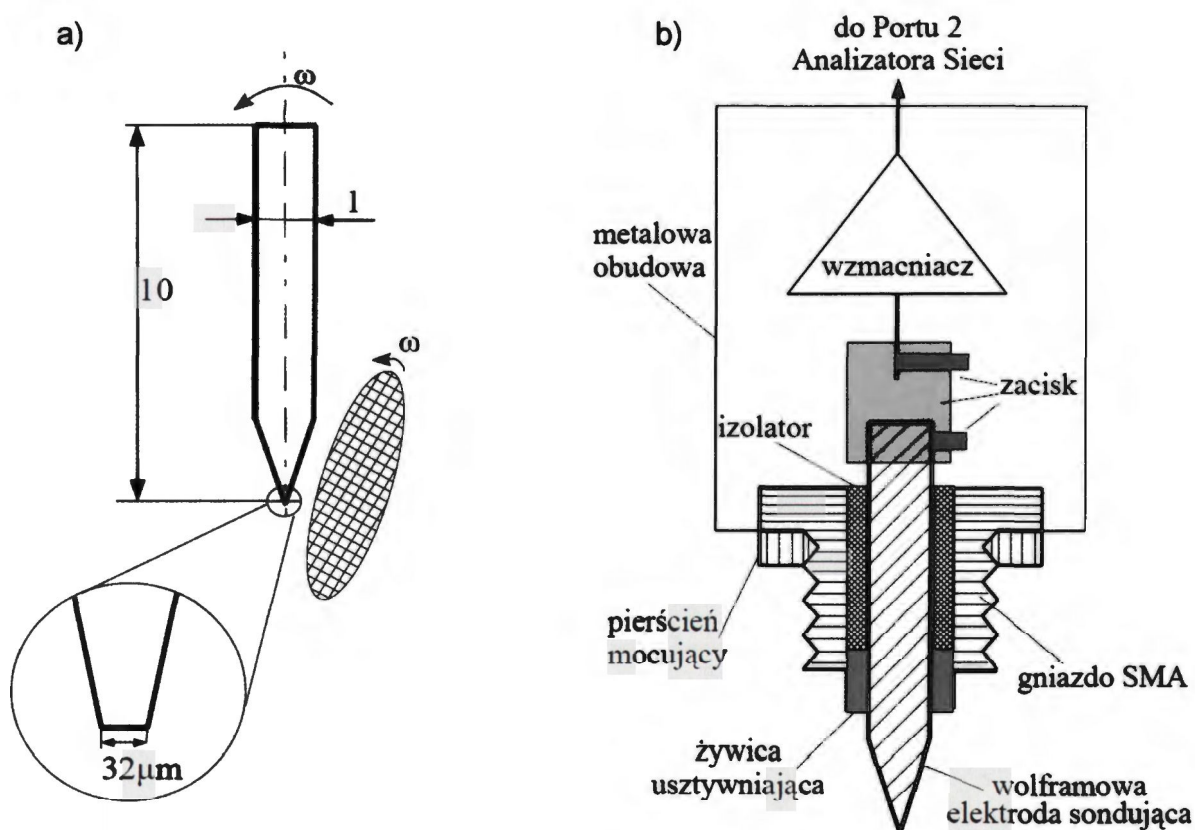 a)
ω
1
10
ω
32μm
b)
do Portu 2
Analizatora Sieci
metalowa
obudowa
wzmacniacz
zacisk
izolator
pierścień
mocujący
gniazdo SMA
żywica
usztywniająca
wolframowa
elektroda sondująca